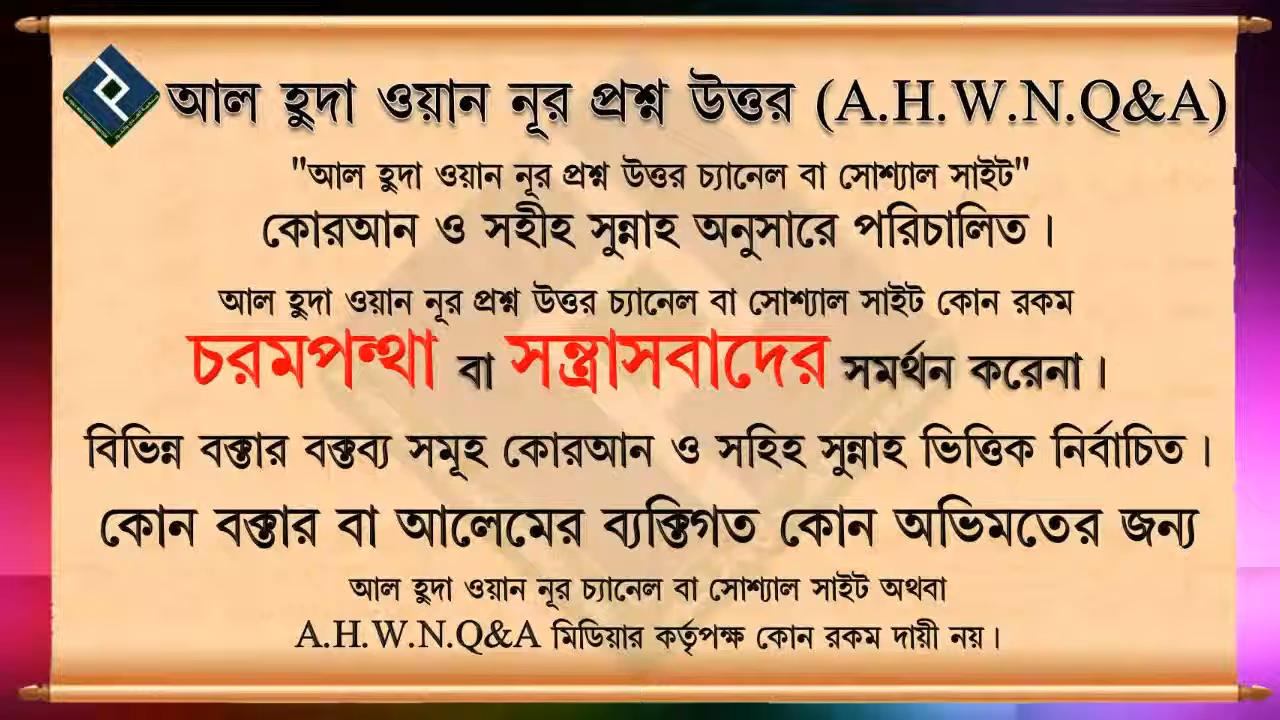 আল হুদা ওয়ান নূর প্রশ্ন উত্তর (A.H.W.N.Q&A)
"আল হুদা ওয়ান নূর প্রশ্ন উত্তর চ্যানেল বা সোশ্যাল সাইট"
কোরআন ও সহীহ সুন্নাহ অনুসারে পরিচালিত।
আল হুদা ওয়ান নূর প্রশ্ন উত্তর চ্যানেল বা সোশ্যাল সাইট কোন রকম
চরমপন্থা বা সন্ত্রাসবাদের সমর্থন করেনা।
বিভিন্ন বক্তার বক্তব্য সমূহ কোরআন ও সহিহ সুন্নাহ ভিত্তিক নির্বাচিত।
কোন বক্তার বা আলেমের ব্যক্তিগত কোন অভিমতের জন্য
আল হুদা ওয়ান নূর চ্যানেল বা সোশ্যাল সাইট অথবা
A.H.W.N.Q&A মিডিয়ার কর্তৃপক্ষ কোন রকম দায়ী নয়।